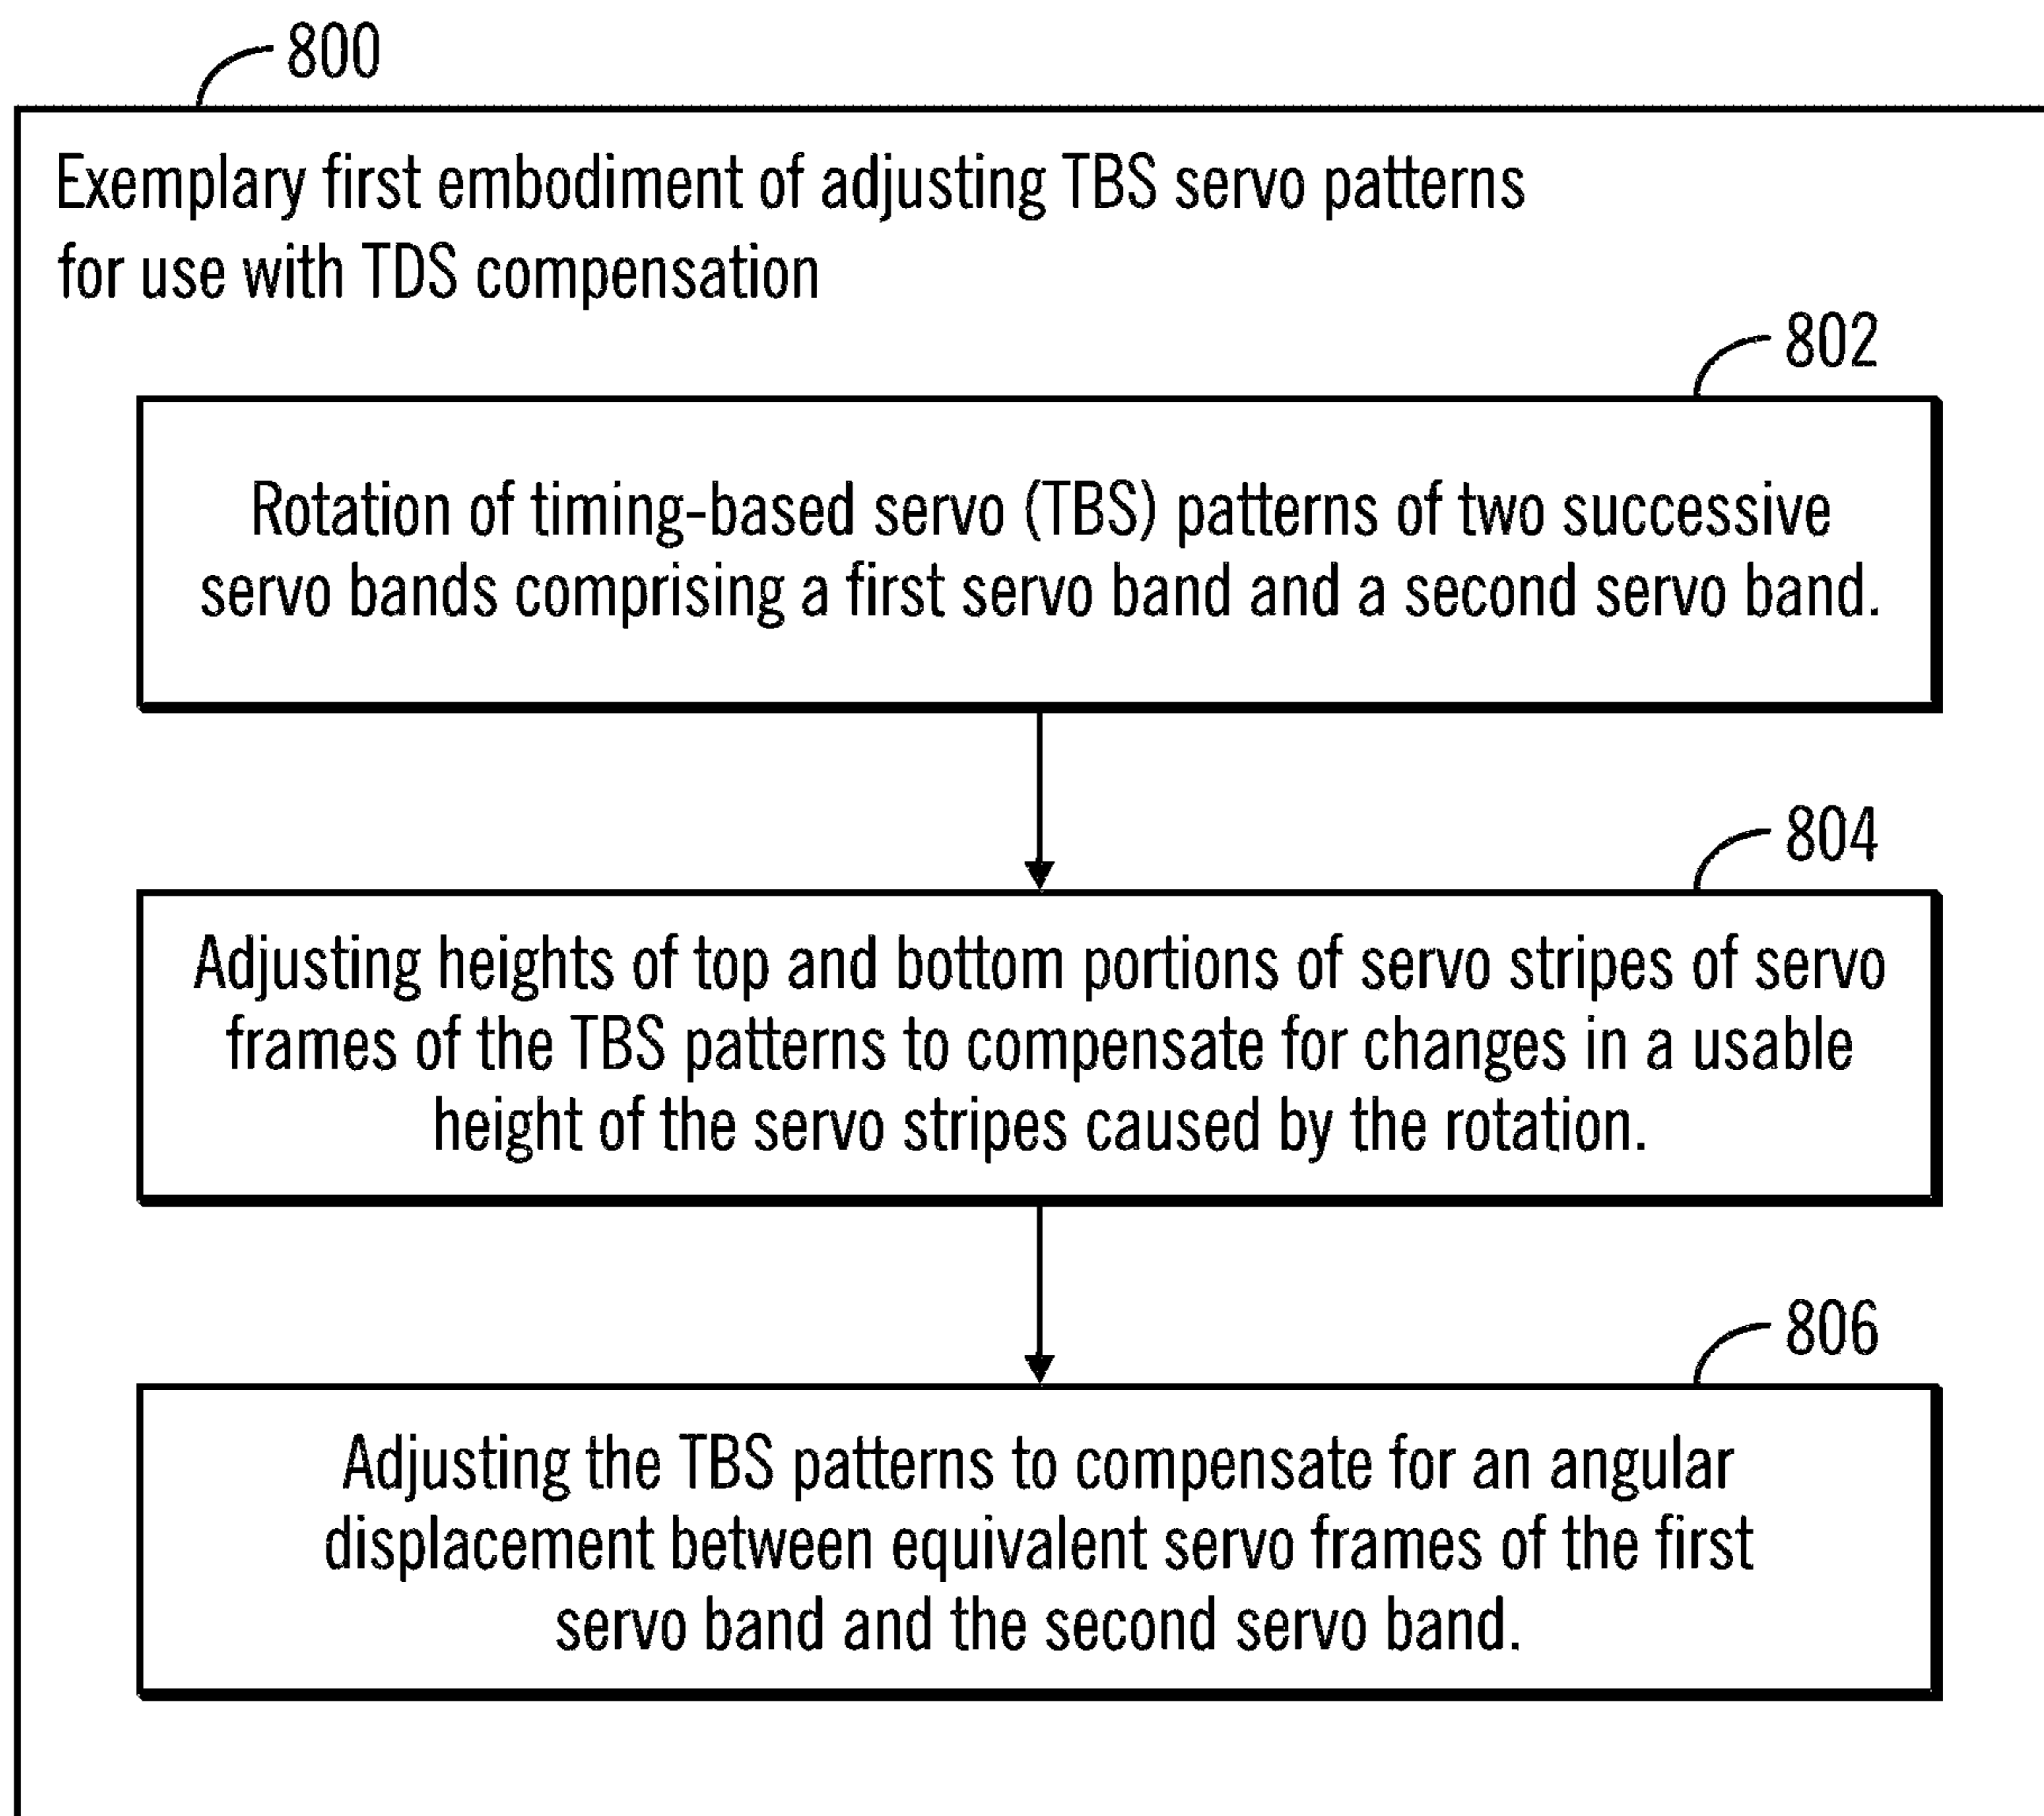 800
Exemplary first embodiment of adjusting TBS servo patterns
for use with TDS compensation
802
Rotation of timing-based servo (TBS) patterns of two successive
servo bands comprising a first servo band and a second servo band.
804
Adjusting heights of top and bottom portions of servo stripes of servo
frames of the TBS patterns to compensate for changes in a usable
height of the servo stripes caused by the rotation.
806
Adjusting the TBS patterns to compensate for an angular
displacement between equivalent servo frames of the first
servo band and the second servo band.